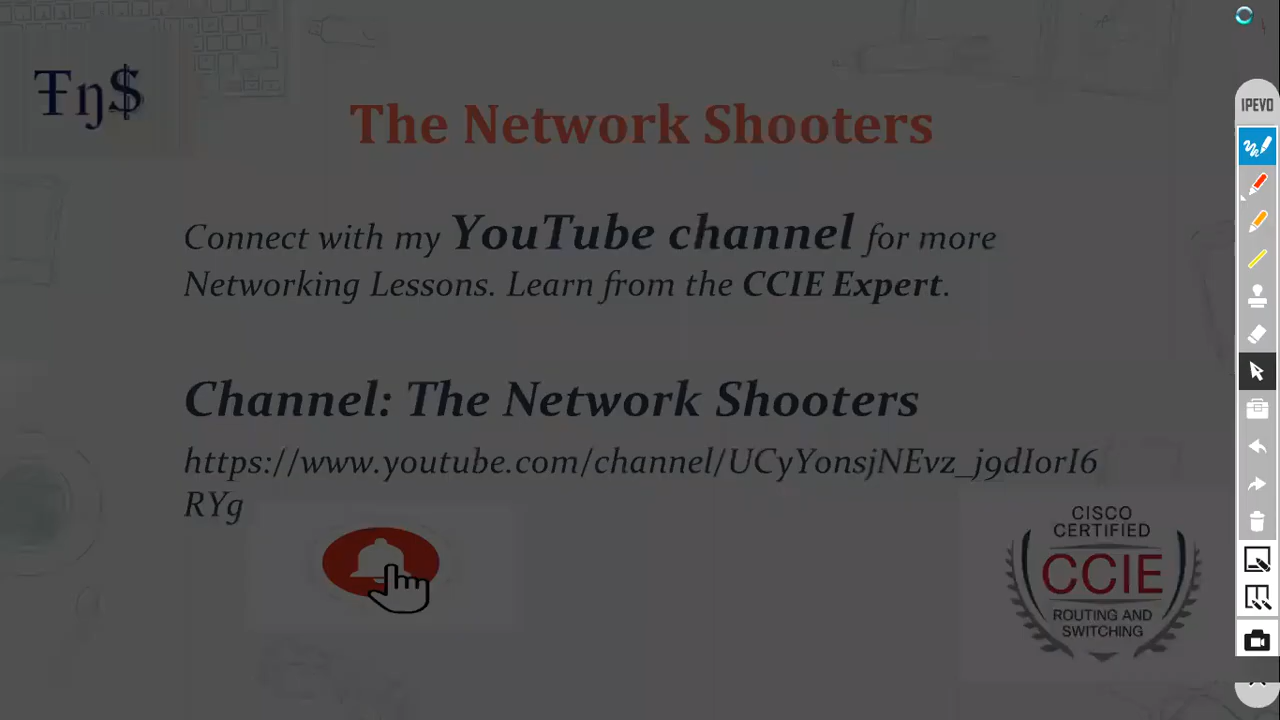 Ŧŋ$
The Network Shooters
IPEVO
Connect with my YouTube channel for more
Networking Lessons. Learn from the CCIE Expert.
Channel: The Network Shooters
https://www.youtube.com/channel/UCyYonsjNEvz_j9dIorI6
RYg
CISCO
CERTIFIED
CCIE
ROUTING AND
SWITCHING